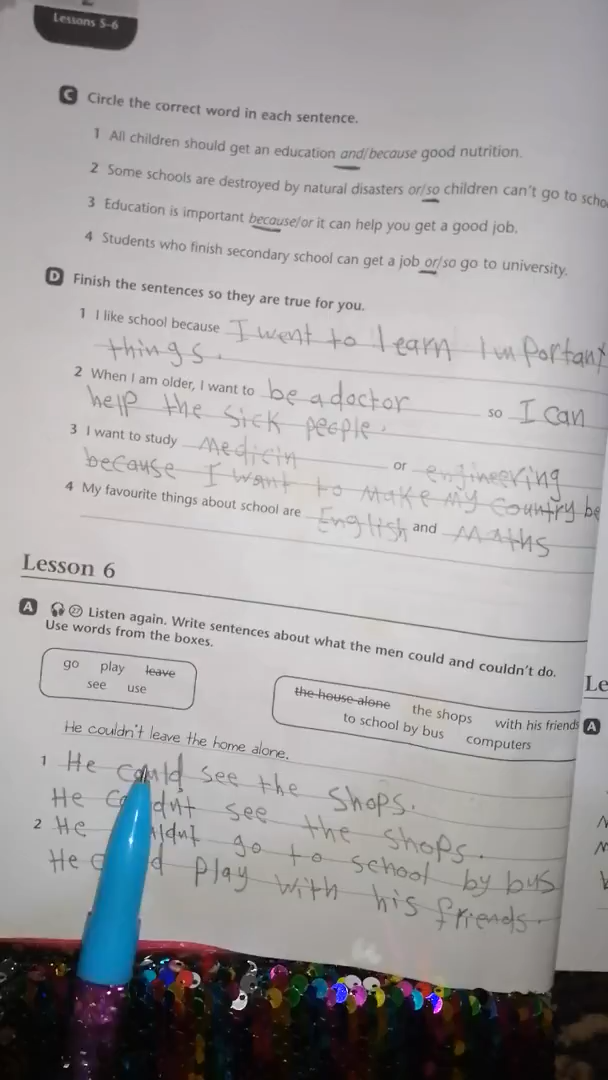 Lessons 5–6
C Circle the correct word in each sentence.
1 All children should get an education and/because good nutrition.
2 Some schools are destroyed by natural disasters or/so children can't go to
3 Education is important because/or it can help you get a good job.
4 Students who finish secondary school can get a job or/so go to university.
D Finish the sentences so they are true for you.
1 I like school because I went to learn Important
things.
2 When I am older, I want to be a doctor so I can
help the sick people.
3 I want to study Medicin or engineering
because I want to make my country be
4 My favourite things about school are English and Maths
Lesson 6
A 27 Listen again. Write sentences about what the men could and couldn't do.
Use words from the boxes.
go play leave
see use
the house alone the shops with his friends
to school by bus computers
He couldn't leave the home alone.
1 He could see the shops.
He see the shops.
2 He go to school by bus
He play with his friends.
Le
A